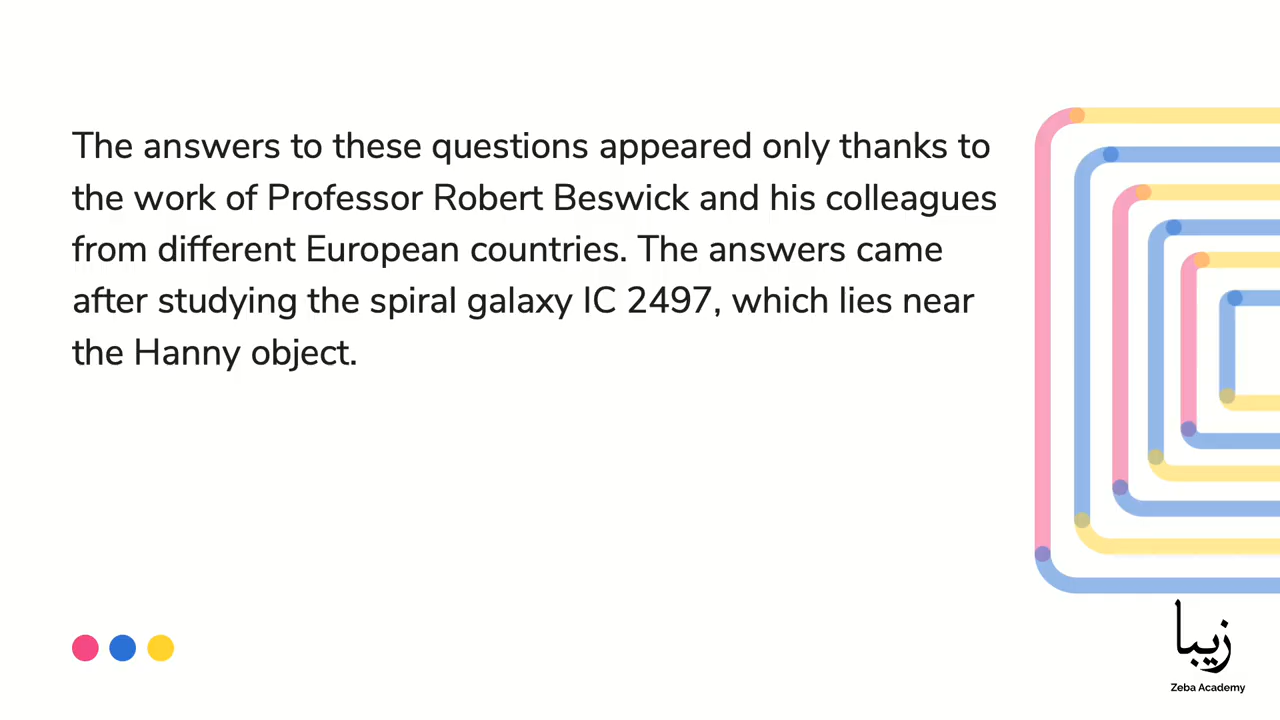 The answers to these questions appeared only thanks to
the work of Professor Robert Beswick and his colleagues
from different European countries. The answers came
after studying the spiral galaxy IC 2497, which lies near
the Hanny object.
زیبا
Zeba Academy